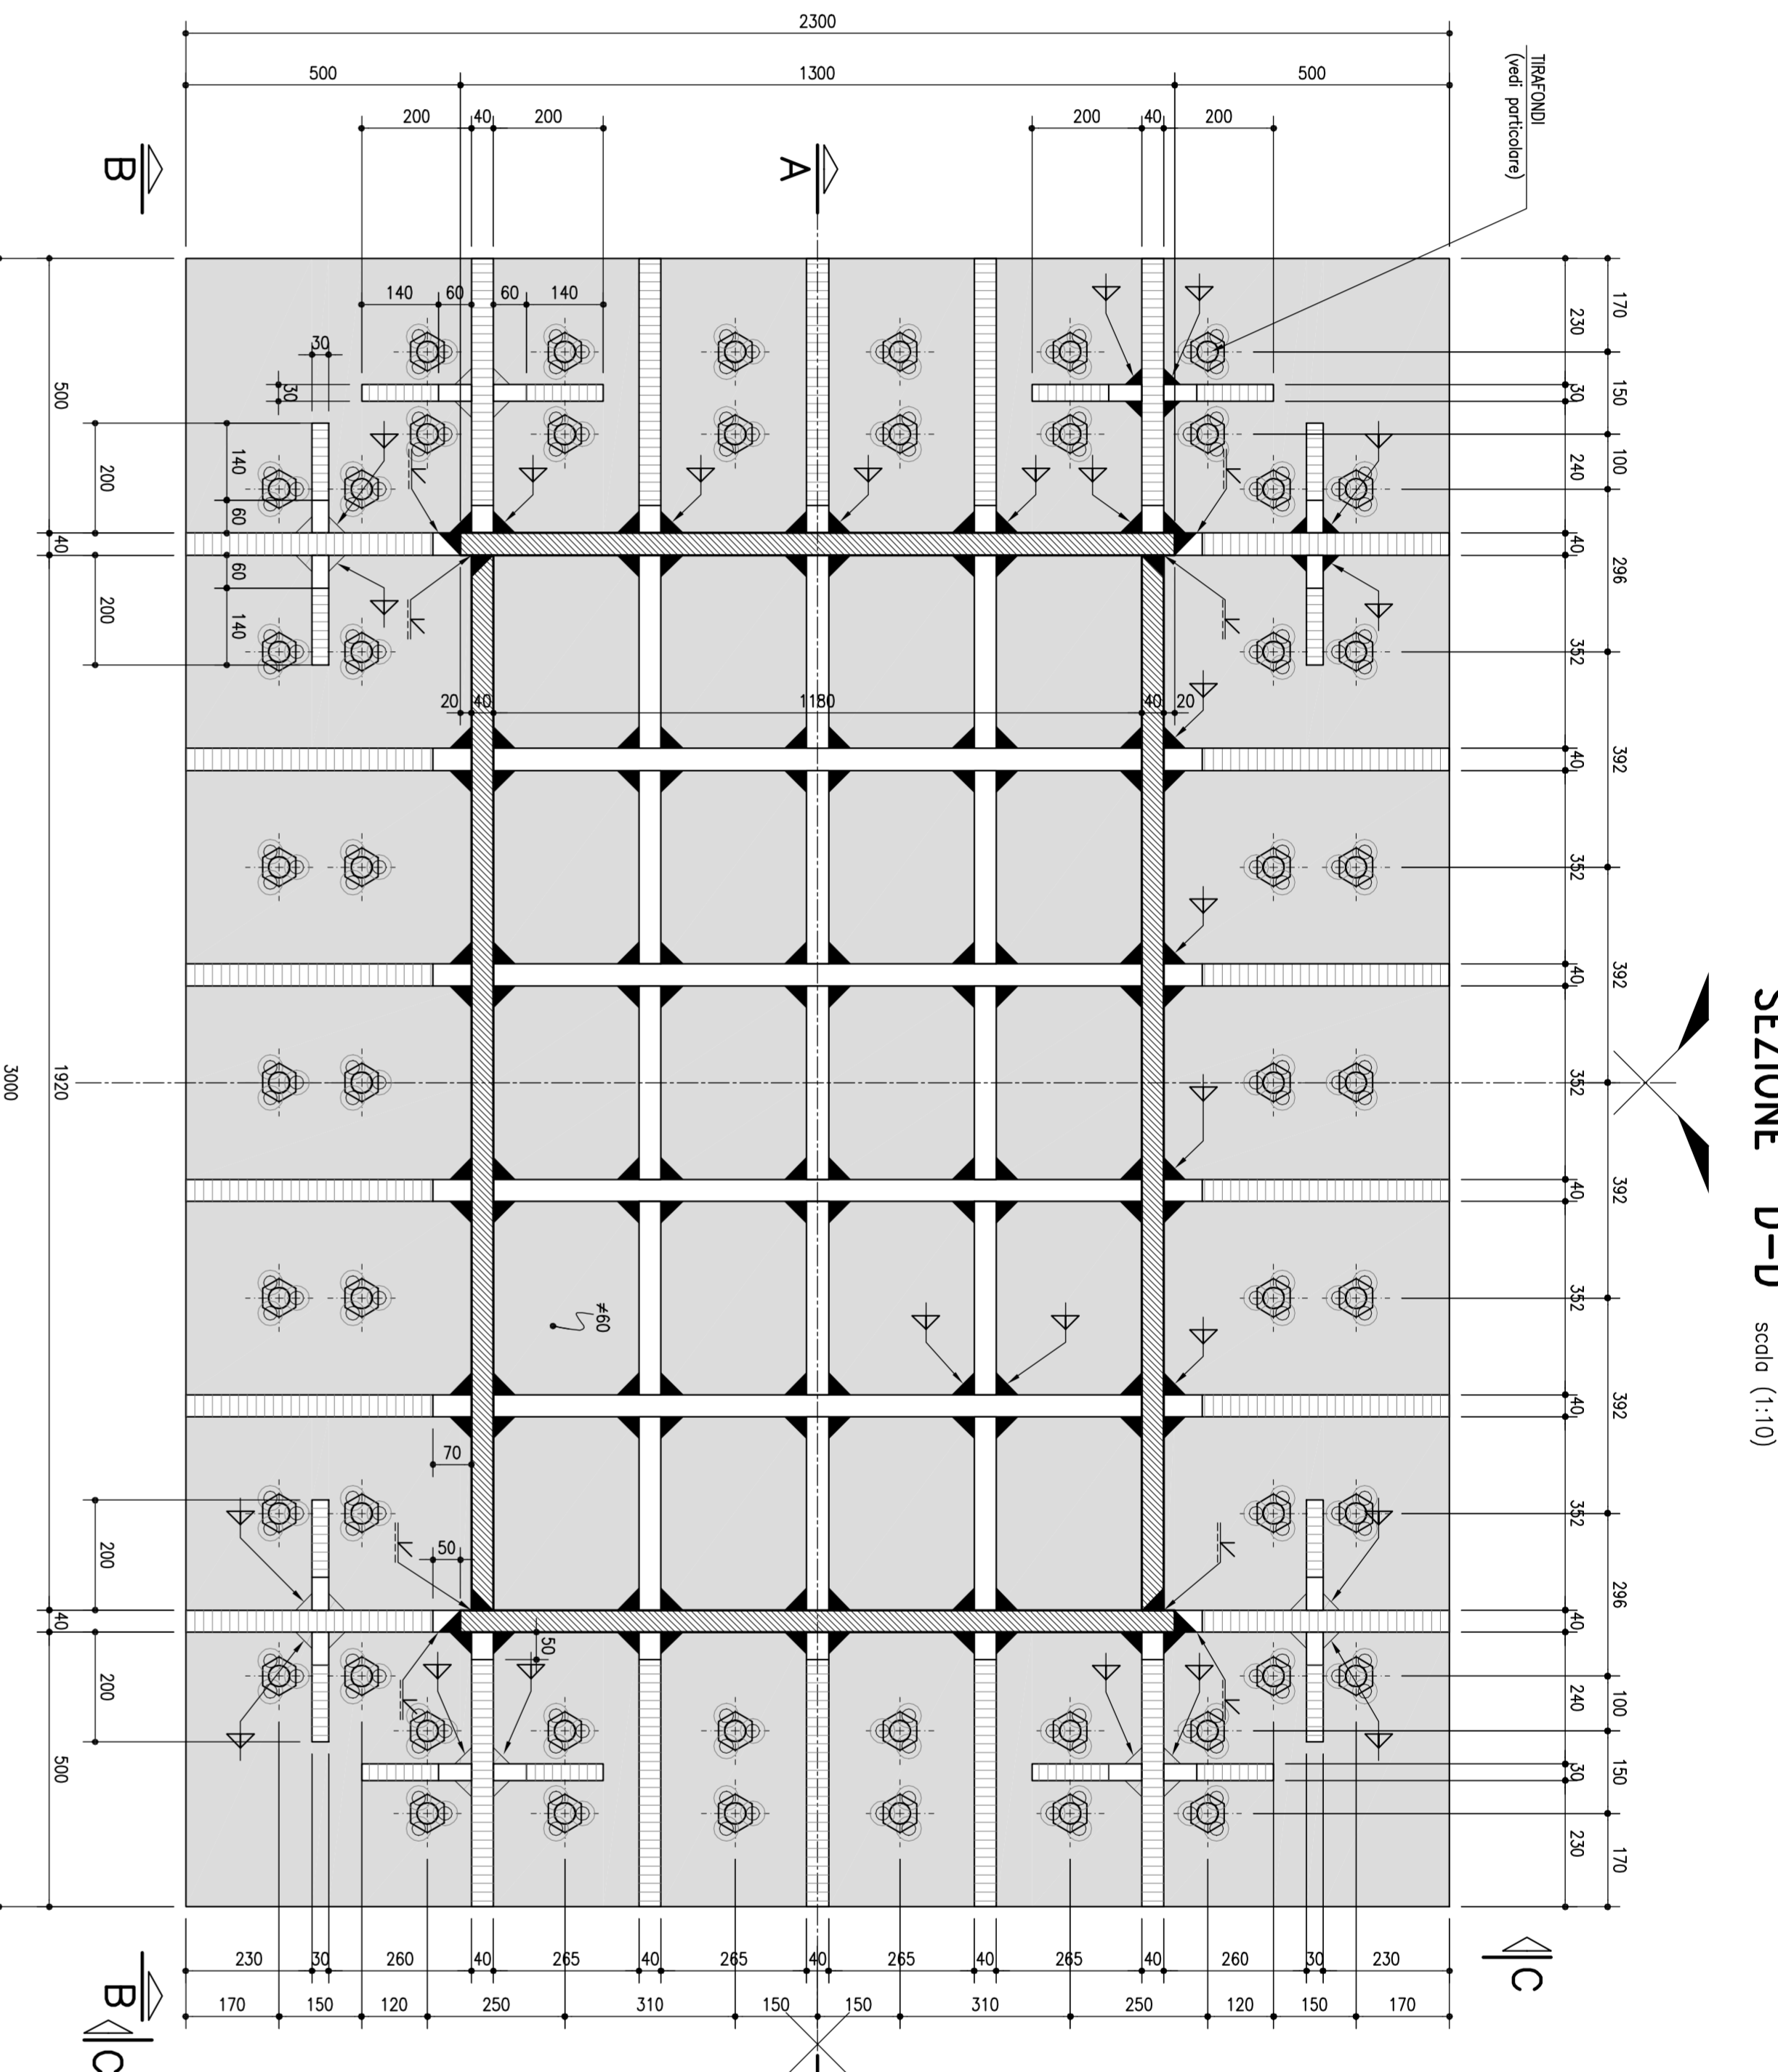 2300
500 1300 500
200 40 200 200 40 200
TIRAFONDI
(vedi particolare)
B A
140 60 60 140
30
30
170 150 100 296 392 392 392 392 296 100 150 170
230 30 240 40 352 40 352 40 352 40 352 40 352 40 240 30 230
SEZIONE D-D scala (1:10)
500 40 1920 40 500
3000
200 200
140 60 60 140
20 40 1180 40 20
≠60
70
50
50
200 200
230 30 260 40 265 40 265 40 265 40 265 40 260 30 230
170 150 120 250 310 150 150 310 250 120 150 170
B C
C